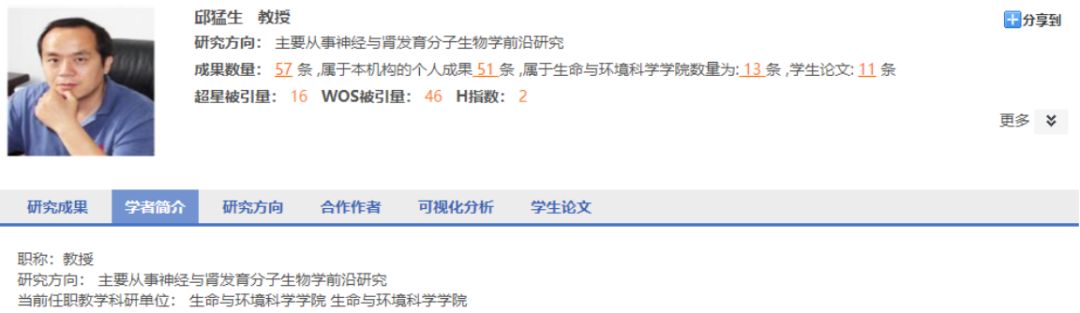 邱猛生 教授
分享到
研究方向： 主要从事神经与肾发育分子生物学前沿研究
成果数量： 57 条 ,属于本机构的个人成果 51 条 ,属于生命与环境科学学院数量为: 13 条 ,学生论文: 11 条
超星被引量： 16 WOS被引量： 46 H指数： 2
更多
研究成果 学者简介 研究方向 合作作者 可视化分析 学生论文
职称：教授
研究方向： 主要从事神经与肾发育分子生物学前沿研究
当前任职教学科研单位： 生命与环境科学学院 生命与环境科学学院